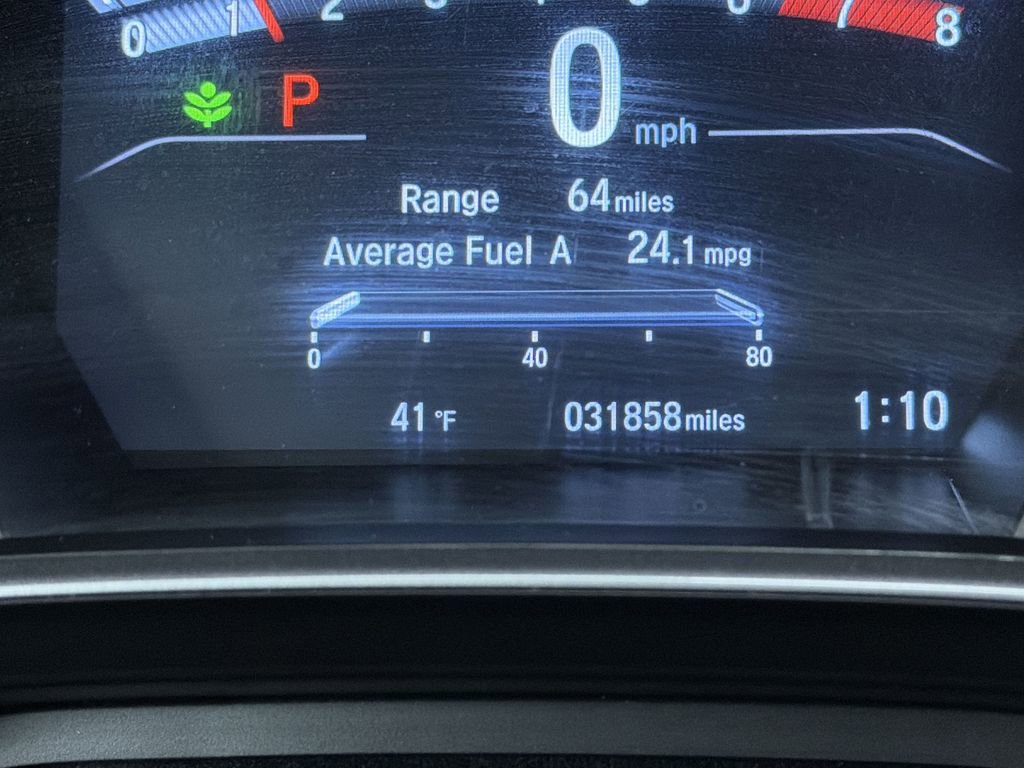 0 1 2 3 4 5 6 7 8
P
0 mph
Range 64 miles
Average Fuel A 24.1 mpg
0 40 80
41 °F 031858 miles 1:10